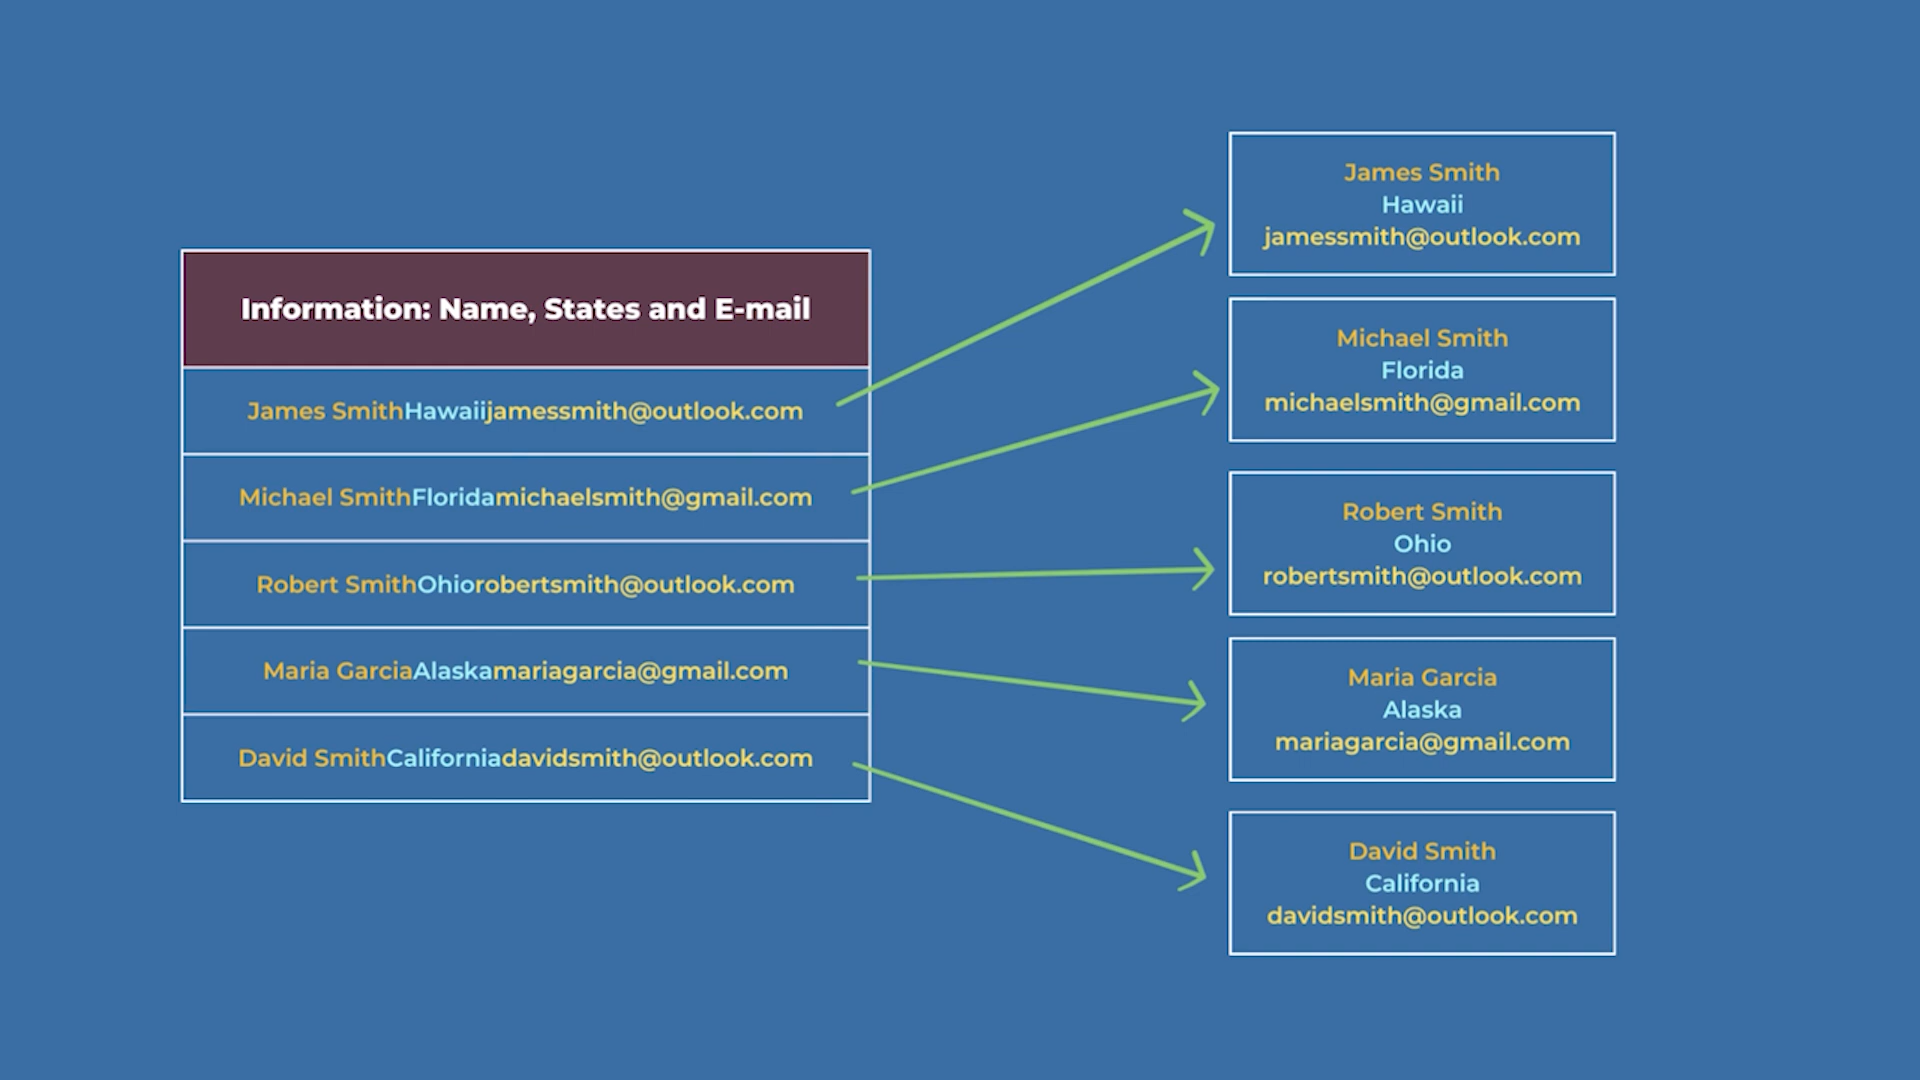 Information: Name, States and E-mail
James SmithHawaiijamessmith@outlook.com
Michael SmithFloridamichaelsmith@gmail.com
Robert SmithOhiorobertsmith@outlook.com
Maria GarciaAlaskamariagarcia@gmail.com
David SmithCaliforniadavidsmith@outlook.com
James Smith
Hawaii
jamessmith@outlook.com
Michael Smith
Florida
michaelsmith@gmail.com
Robert Smith
Ohio
robertsmith@outlook.com
Maria Garcia
Alaska
mariagarcia@gmail.com
David Smith
California
davidsmith@outlook.com